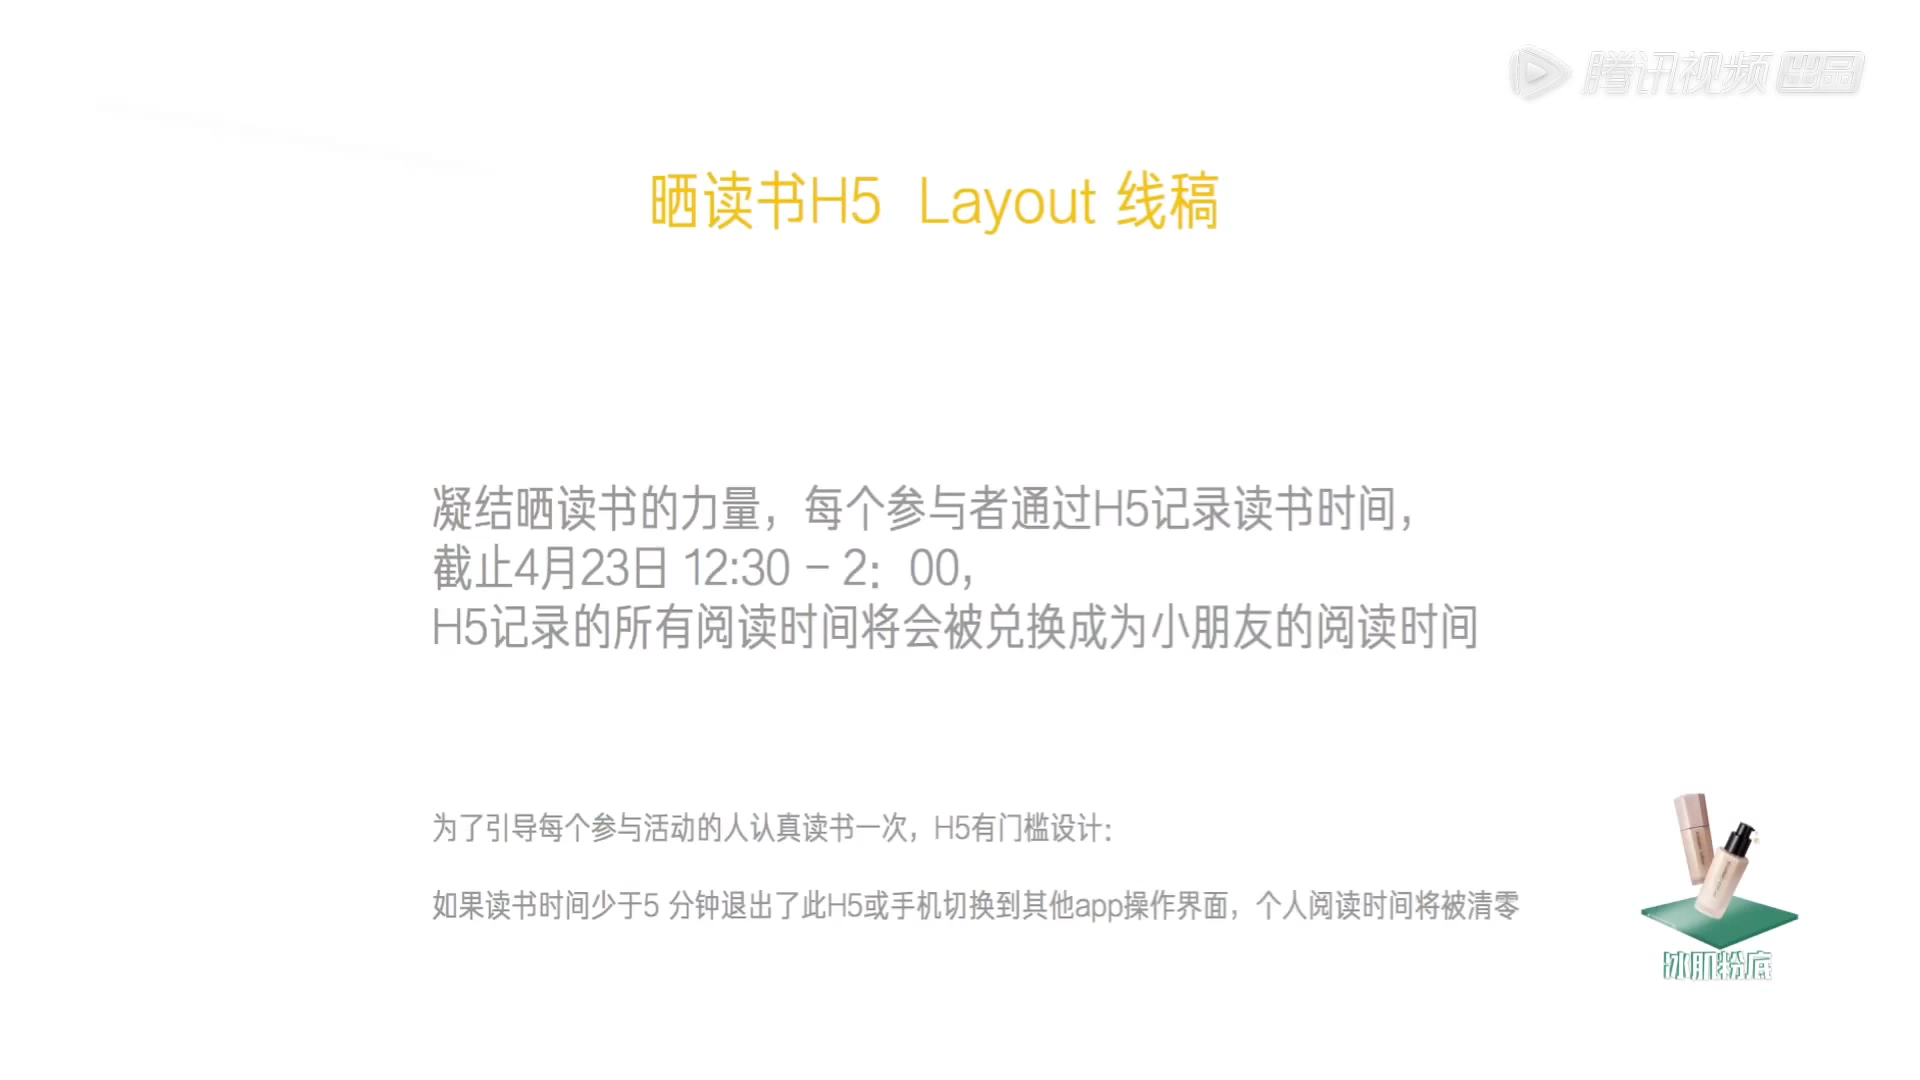 腾讯视频 出品
晒读书H5 Layout 线稿
凝结晒读书的力量，每个参与者通过H5记录读书时间，
截止4月23日 12:30 – 2：00，
H5记录的所有阅读时间将会被兑换成为小朋友的阅读时间
为了引导每个参与活动的人认真读书一次，H5有门槛设计：
如果读书时间少于5 分钟退出了此H5或手机切换到其他app操作界面，个人阅读时间将被清零
冰肌粉底